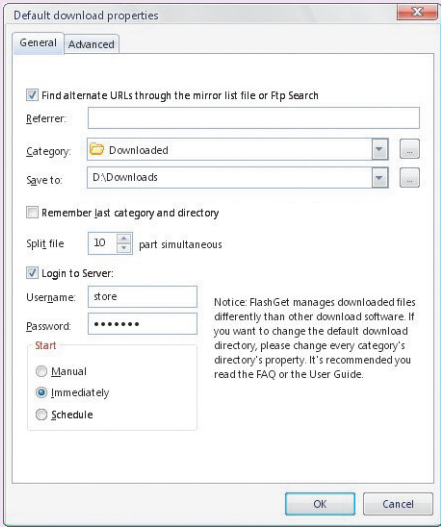 Default download properties
General
Advanced
Find alternate URLs through the mirror list file or Ftp Search
Referrer:
Category:
Downloaded
...
Save to:
D:\Downloads
...
Remember last category and directory
Split file
10
part simultaneous
Login to Server:
Username:
store
Password:
•••••••
Notice: FlashGet manages downloaded files
differently than other download software. If
you want to change the default download
directory, please change every category's
directory's property. It's recommended you
read the FAQ or the User Guide.
Start
Manual
Immediately
Schedule
OK
Cancel